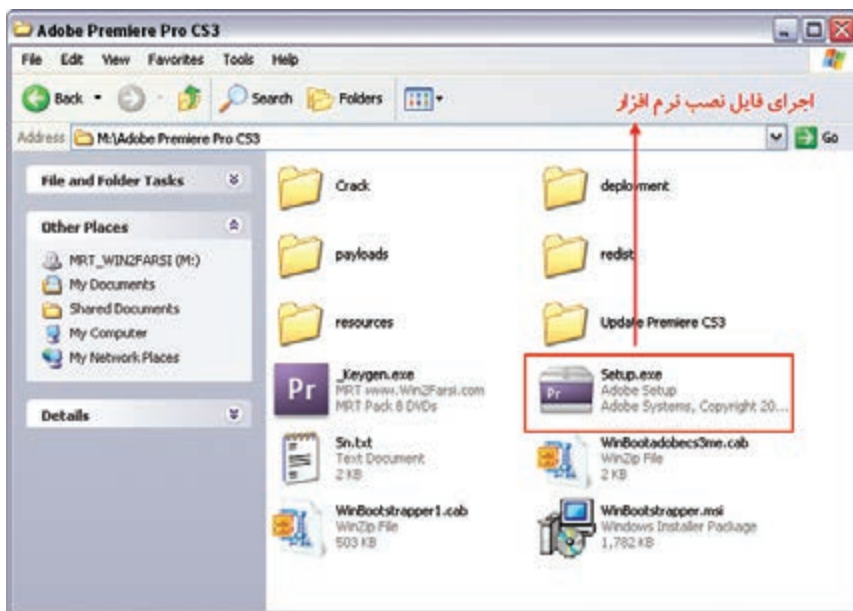 Adobe Premiere Pro CS3
File Edit View Favorites Tools Help
Back Search Folders
اجرای فایل نصب نرم افزار
Address M:\Adobe Premiere Pro CS3 Go
File and Folder Tasks
Other Places
MRT_WIN2FARSI (M:)
My Documents
Shared Documents
My Computer
My Network Places
Details
Crack
deployment
payloads
redist
resources
Update Premiere CS3
_Keygen.exe
MRT www.Win2Farsi.com
MRT Pack 8 DVDs
Setup.exe
Adobe Setup
Adobe Systems, Copyright 20...
Sn.txt
Text Document
2 KB
WinBootadobecs3me.cab
WinZip File
2 KB
WinBootstrapper1.cab
WinZip File
503 KB
WinBootstrapper.msi
Windows Installer Package
1,782 KB
Pr
Pr